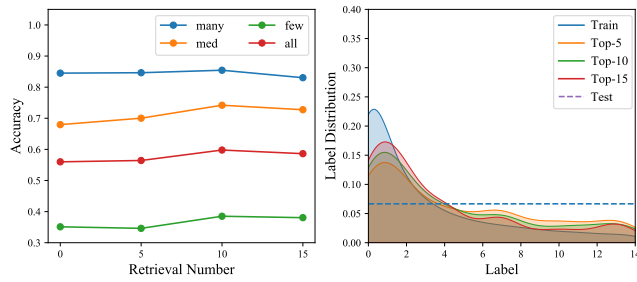 many
med
few
all
Accuracy
1.0
0.9
0.8
0.7
0.6
0.5
0.4
0.3
0 5 10 15
Retrieval Number
Train
Top-5
Top-10
Top-15
Test
Label Distribution
0.40
0.35
0.30
0.25
0.20
0.15
0.10
0.05
0.00
0 2 4 6 8 10 12 14
Label